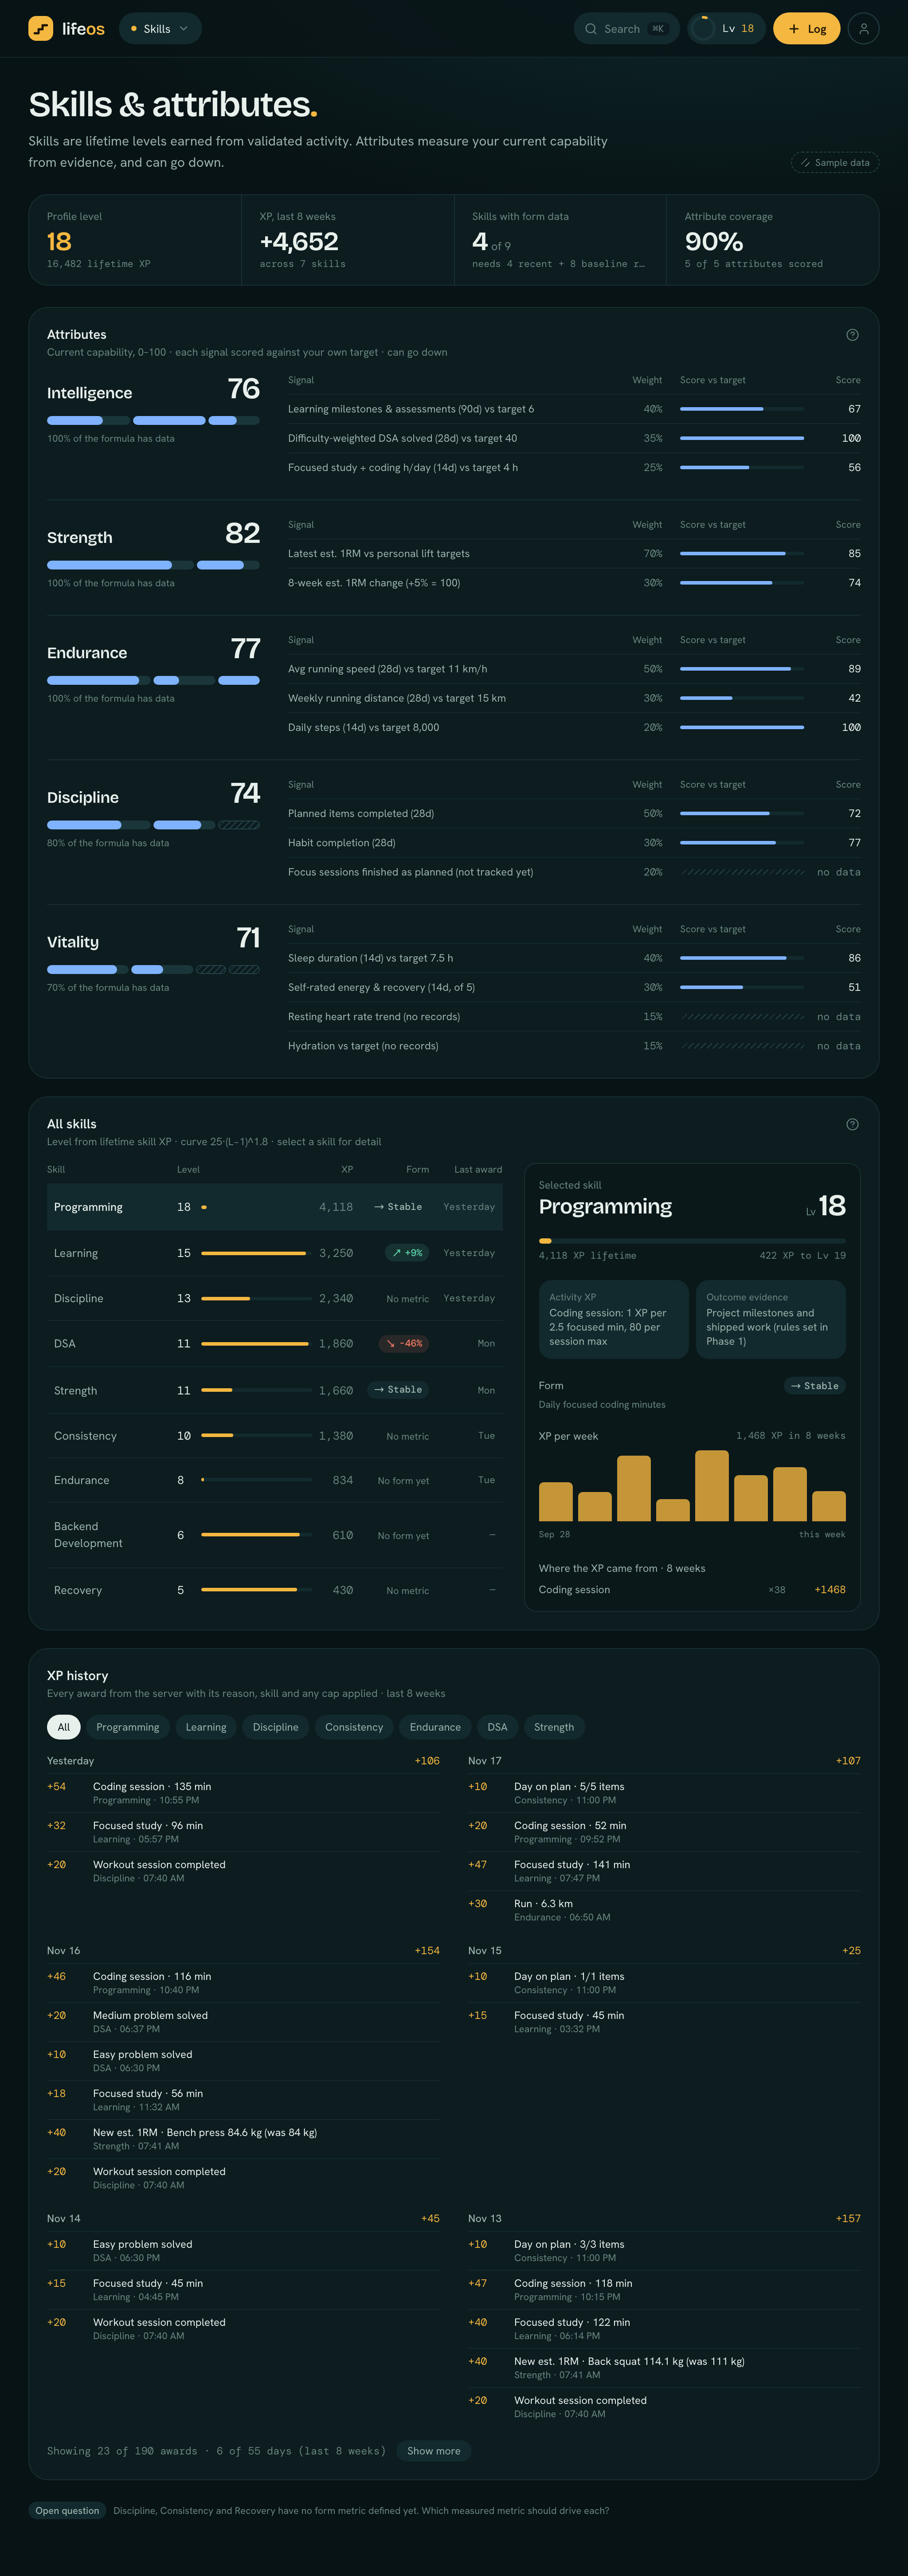 lifeos
Skills
Search ⌘K
Lv 18
+ Log
Skills & attributes.
Skills are lifetime levels earned from validated activity. Attributes measure your current capability
from evidence, and can go down.
Sample data
Profile level
18
16,482 lifetime XP
XP, last 8 weeks
+4,652
across 7 skills
Skills with form data
4 of 9
needs 4 recent + 8 baseline r…
Attribute coverage
90%
5 of 5 attributes scored
Attributes
Current capability, 0–100 · each signal scored against your own target · can go down
Intelligence 76
100% of the formula has data
Signal Weight Score vs target Score
Learning milestones & assessments (90d) vs target 6 40% 67
Difficulty-weighted DSA solved (28d) vs target 40 35% 100
Focused study + coding h/day (14d) vs target 4 h 25% 56
Strength 82
100% of the formula has data
Signal Weight Score vs target Score
Latest est. 1RM vs personal lift targets 70% 85
8-week est. 1RM change (+5% = 100) 30% 74
Endurance 77
100% of the formula has data
Signal Weight Score vs target Score
Avg running speed (28d) vs target 11 km/h 50% 89
Weekly running distance (28d) vs target 15 km 30% 42
Daily steps (14d) vs target 8,000 20% 100
Discipline 74
80% of the formula has data
Signal Weight Score vs target Score
Planned items completed (28d) 50% 72
Habit completion (28d) 30% 77
Focus sessions finished as planned (not tracked yet) 20% no data
Vitality 71
70% of the formula has data
Signal Weight Score vs target Score
Sleep duration (14d) vs target 7.5 h 40% 86
Self-rated energy & recovery (14d, of 5) 30% 51
Resting heart rate trend (no records) 15% no data
Hydration vs target (no records) 15% no data
All skills
Level from lifetime skill XP · curve 25·(L−1)^1.8 · select a skill for detail
Skill Level XP Form Last award
Programming 18 4,118 → Stable Yesterday
Learning 15 3,250 ↗ +9% Yesterday
Discipline 13 2,340 No metric Yesterday
DSA 11 1,860 ↘ -46% Mon
Strength 11 1,660 → Stable Mon
Consistency 10 1,380 No metric Tue
Endurance 8 834 No form yet Tue
Backend
Development 6 610 No form yet —
Recovery 5 430 No metric —
Selected skill
Programming Lv 18
4,118 XP lifetime 422 XP to Lv 19
Activity XP
Coding session: 1 XP per
2.5 focused min, 80 per
session max
Outcome evidence
Project milestones and
shipped work (rules set in
Phase 1)
Form → Stable
Daily focused coding minutes
XP per week 1,468 XP in 8 weeks
Sep 28 this week
Where the XP came from · 8 weeks
Coding session ×38 +1468
XP history
Every award from the server with its reason, skill and any cap applied · last 8 weeks
All Programming Learning Discipline Consistency Endurance DSA Strength
Yesterday +106
+54 Coding session · 135 min
Programming · 10:55 PM
+32 Focused study · 96 min
Learning · 05:57 PM
+20 Workout session completed
Discipline · 07:40 AM
Nov 17 +107
+10 Day on plan · 5/5 items
Consistency · 11:00 PM
+20 Coding session · 52 min
Programming · 09:52 PM
+47 Focused study · 141 min
Learning · 07:47 PM
+30 Run · 6.3 km
Endurance · 06:50 AM
Nov 16 +154
+46 Coding session · 116 min
Programming · 10:40 PM
+20 Medium problem solved
DSA · 06:37 PM
+10 Easy problem solved
DSA · 06:30 PM
+18 Focused study · 56 min
Learning · 11:32 AM
+40 New est. 1RM · Bench press 84.6 kg (was 84 kg)
Strength · 07:41 AM
+20 Workout session completed
Discipline · 07:40 AM
Nov 15 +25
+10 Day on plan · 1/1 items
Consistency · 11:00 PM
+15 Focused study · 45 min
Learning · 03:32 PM
Nov 14 +45
+10 Easy problem solved
DSA · 06:30 PM
+15 Focused study · 45 min
Learning · 04:45 PM
+20 Workout session completed
Discipline · 07:40 AM
Nov 13 +157
+10 Day on plan · 3/3 items
Consistency · 11:00 PM
+47 Coding session · 118 min
Programming · 10:15 PM
+40 Focused study · 122 min
Learning · 06:14 PM
+40 New est. 1RM · Back squat 114.1 kg (was 111 kg)
Strength · 07:41 AM
+20 Workout session completed
Discipline · 07:40 AM
Showing 23 of 190 awards · 6 of 55 days (last 8 weeks) Show more
Open question Discipline, Consistency and Recovery have no form metric defined yet. Which measured metric should drive each?